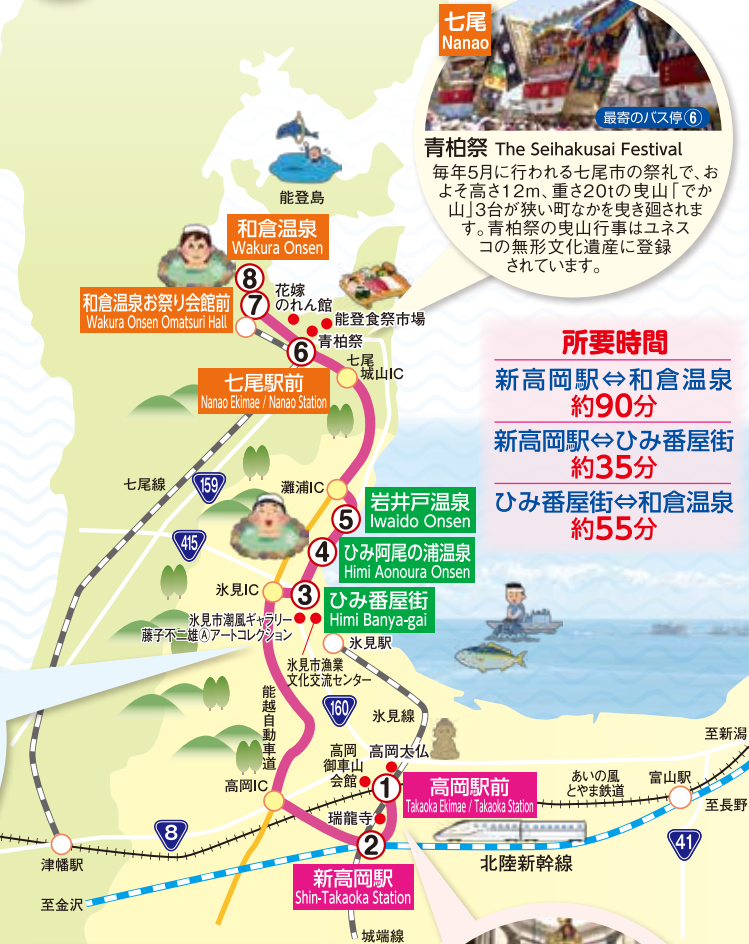 七尾
Nanao
最寄のバス停⑥
青柏祭 The Seihakusai Festival
毎年5月に行われる七尾市の祭礼で、お
よそ高さ12m、重さ20tの曳山「でか
山」3台が狭い町なかを曳き廻されま
す。青柏祭の曳山行事はユネス
コの無形文化遺産に登録
されています。
能登島
和倉温泉
Wakura Onsen
⑧
⑦
和倉温泉お祭り会館前
Wakura Onsen Omatsuri Hall
花嫁
のれん館
能登食祭市場
青柏祭
⑥
七尾
城山IC
七尾駅前
Nanao Ekimae / Nanao Station
所要時間
新高岡駅⇔和倉温泉
約90分
新高岡駅⇔ひみ番屋街
約35分
ひみ番屋街⇔和倉温泉
約55分
七尾線
159
灘浦IC
⑤
岩井戸温泉
Iwaido Onsen
415
④
ひみ阿尾の浦温泉
Himi Aonoura Onsen
氷見IC
③
ひみ番屋街
Himi Banya-gai
氷見市潮風ギャラリー
藤子不二雄Ⓐアートコレクション
氷見駅
氷見市漁業
文化交流センター
能越自動車道
160
氷見線
高岡
御車山
会館
高岡大仏
至新潟
高岡IC
①
高岡駅前
Takaoka Ekimae / Takaoka Station
あいの風
とやま鉄道
富山駅
至長野
瑞龍寺
8
②
北陸新幹線
41
津幡駅
新高岡駅
Shin-Takaoka Station
至金沢
城端線